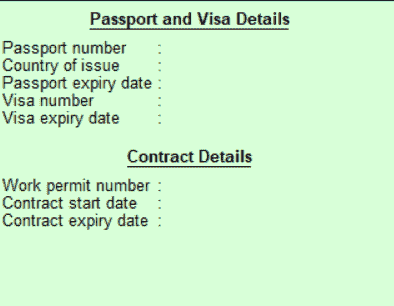 Passport and Visa Details
Passport number :
Country of issue :
Passport expiry date :
Visa number :
Visa expiry date :
Contract Details
Work permit number :
Contract start date :
Contract expiry date :